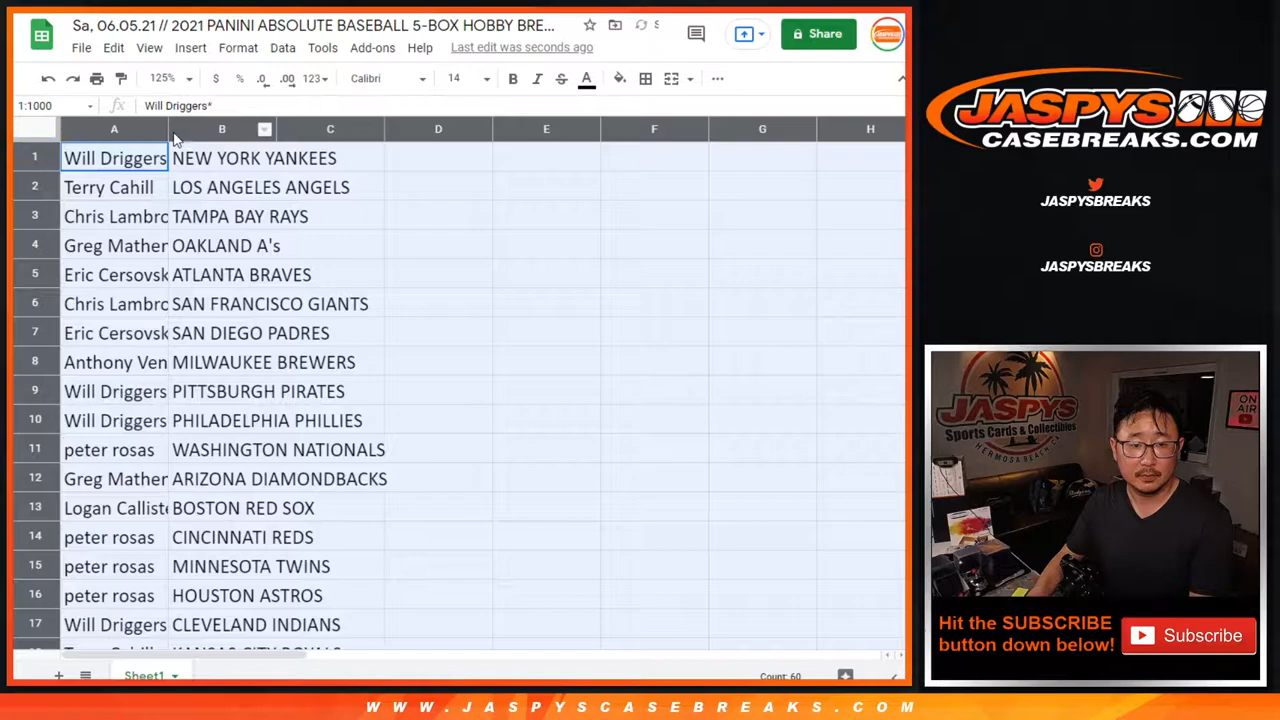 Sa, 06.05.21 // 2021 PANINI ABSOLUTE BASEBALL 5-BOX HOBBY BRE...
S
Share
File Edit View Insert Format Data Tools Add-ons Help Last edit was seconds ago
125% $ % .0 .00 123 Calibri 14 B I S A ...
1:1000 fx Will Driggers*
A B C D E F G H
1 Will Driggers NEW YORK YANKEES
2 Terry Cahill LOS ANGELES ANGELS
3 Chris Lambro TAMPA BAY RAYS
4 Greg Mather OAKLAND A's
5 Eric Cersovsk ATLANTA BRAVES
6 Chris Lambro SAN FRANCISCO GIANTS
7 Eric Cersovsk SAN DIEGO PADRES
8 Anthony Ven MILWAUKEE BREWERS
9 Will Driggers PITTSBURGH PIRATES
10 Will Driggers PHILADELPHIA PHILLIES
11 peter rosas WASHINGTON NATIONALS
12 Greg Mather ARIZONA DIAMONDBACKS
13 Logan Calliste BOSTON RED SOX
14 peter rosas CINCINNATI REDS
15 peter rosas MINNESOTA TWINS
16 peter rosas HOUSTON ASTROS
17 Will Driggers CLEVELAND INDIANS
Sheet1
Count: 60
JASPYS
CASEBREAKS.COM
JASPYSBREAKS
JASPYSBREAKS
JASPYS
Sports Cards & Collectibles
HERMOSA BEACH
ON
AIR
Hit the SUBSCRIBE
button down below!
Subscribe
WWW.JASPYSCASEBREAKS.COM